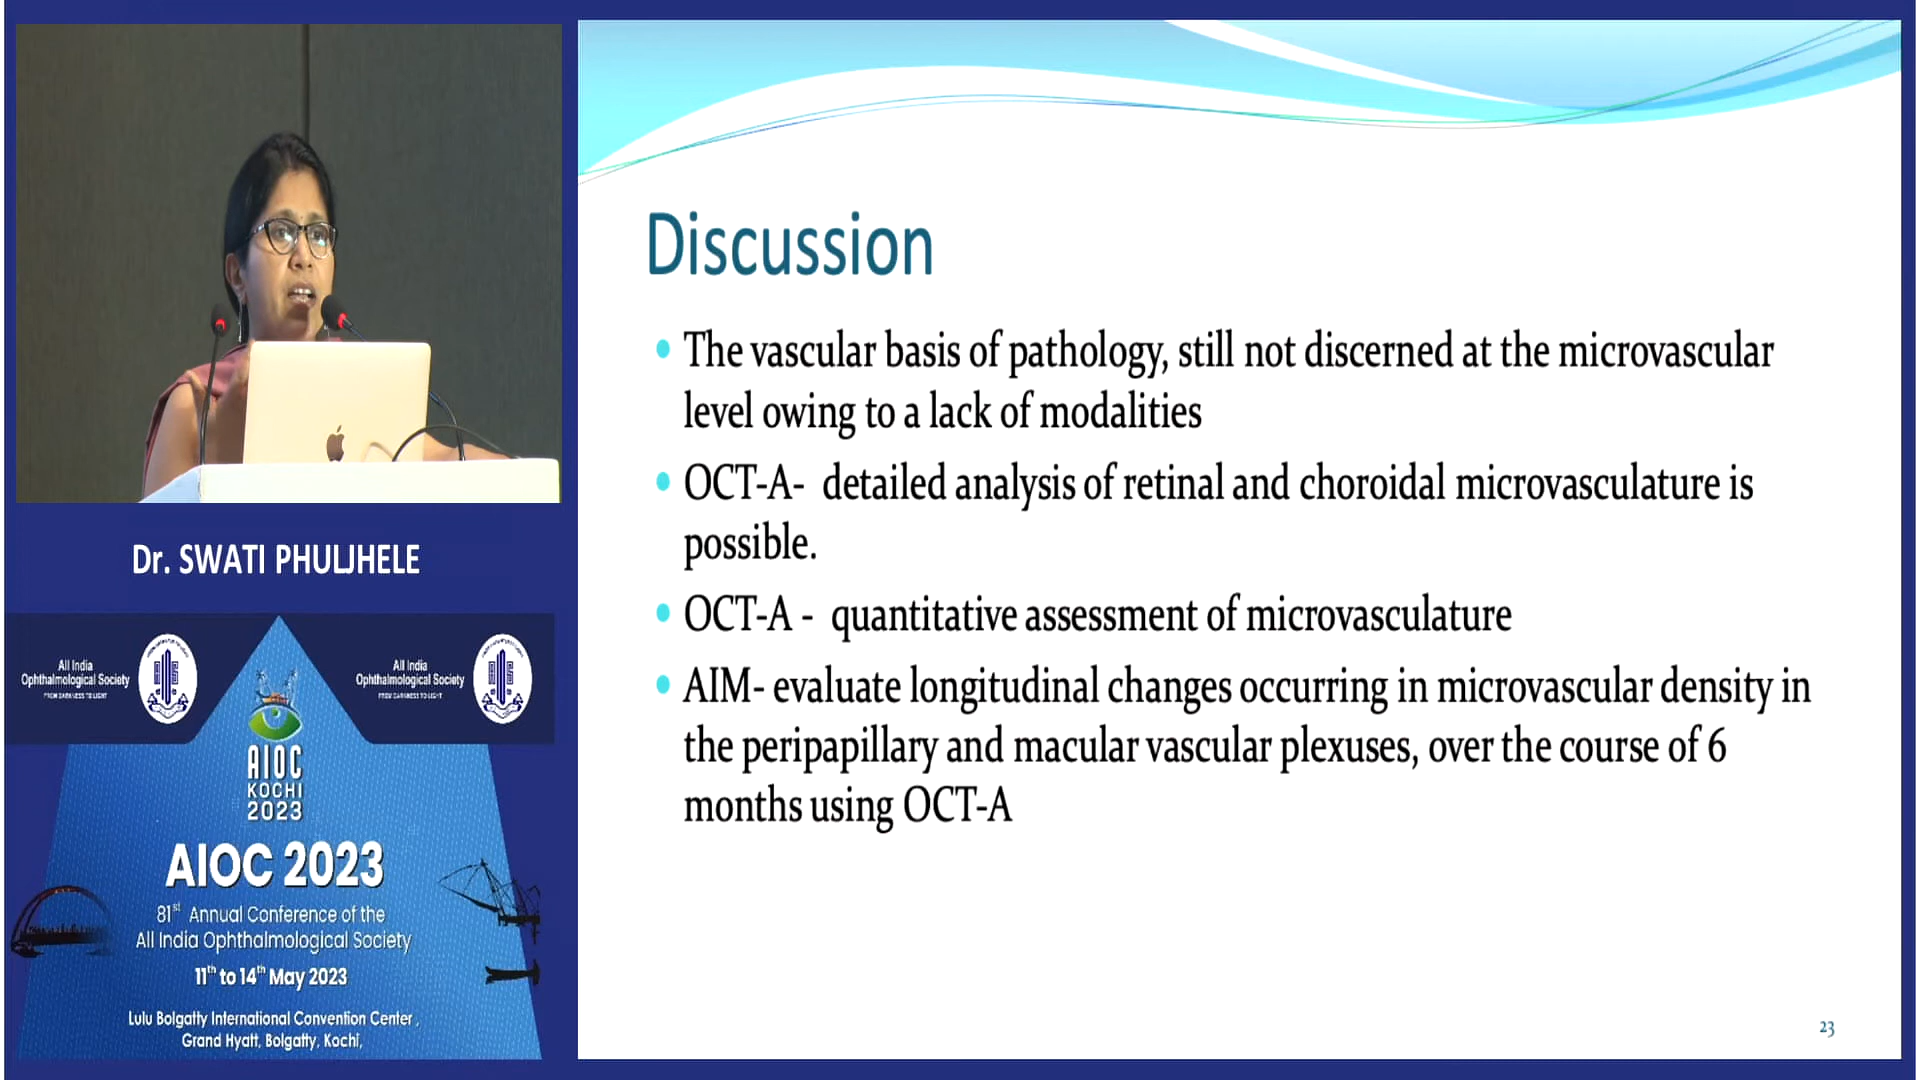 Discussion
• The vascular basis of pathology, still not discerned at the microvascular
level owing to a lack of modalities
• OCT-A- detailed analysis of retinal and choroidal microvasculature is
possible.
• OCT-A - quantitative assessment of microvasculature
• AIM- evaluate longitudinal changes occurring in microvascular density in
the peripapillary and macular vascular plexuses, over the course of 6
months using OCT-A
23
Dr. SWATI PHULJHELE
All India
Ophthalmological Society
FROM DARKNESS TO LIGHT
All India
Ophthalmological Society
FROM DARKNESS TO LIGHT
AIOC
KOCHI
2023
AIOC 2023
81st Annual Conference of the
All India Ophthalmological Society
11th to 14th May 2023
Lulu Bolgatty International Convention Center ,
Grand Hyatt, Bolgatty, Kochi,